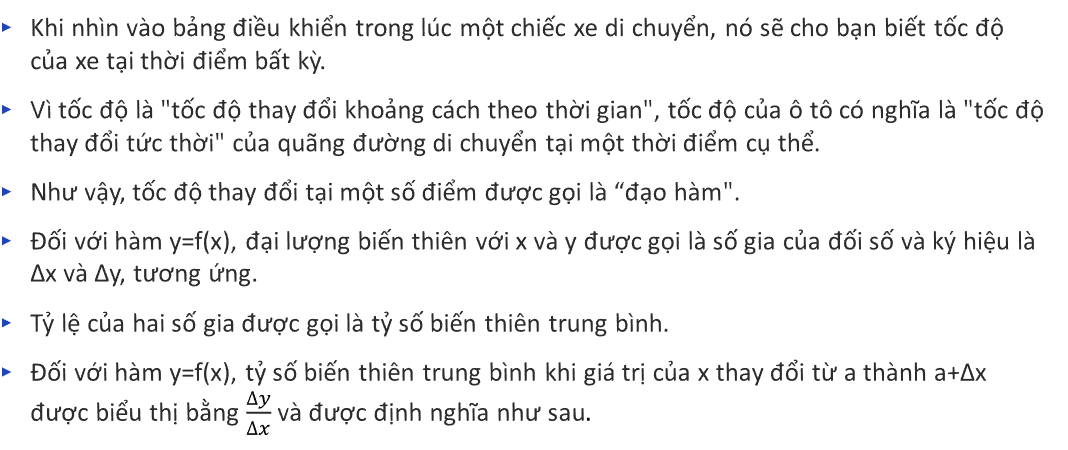 Khi nhìn vào bảng điều khiển trong lúc một chiếc xe di chuyển, nó sẽ cho bạn biết tốc độ
của xe tại thời điểm bất kỳ.
Vì tốc độ là "tốc độ thay đổi khoảng cách theo thời gian", tốc độ của ô tô có nghĩa là "tốc độ
thay đổi tức thời" của quãng đường di chuyển tại một thời điểm cụ thể.
Như vậy, tốc độ thay đổi tại một số điểm được gọi là “đạo hàm".
Đối với hàm y=f(x), đại lượng biến thiên với x và y được gọi là số gia của đối số và ký hiệu là
Δx và Δy, tương ứng.
Tỷ lệ của hai số gia được gọi là tỷ số biến thiên trung bình.
Đối với hàm y=f(x), tỷ số biến thiên trung bình khi giá trị của x thay đổi từ a thành a+Δx
được biểu thị bằng Δy/Δx và được định nghĩa như sau.